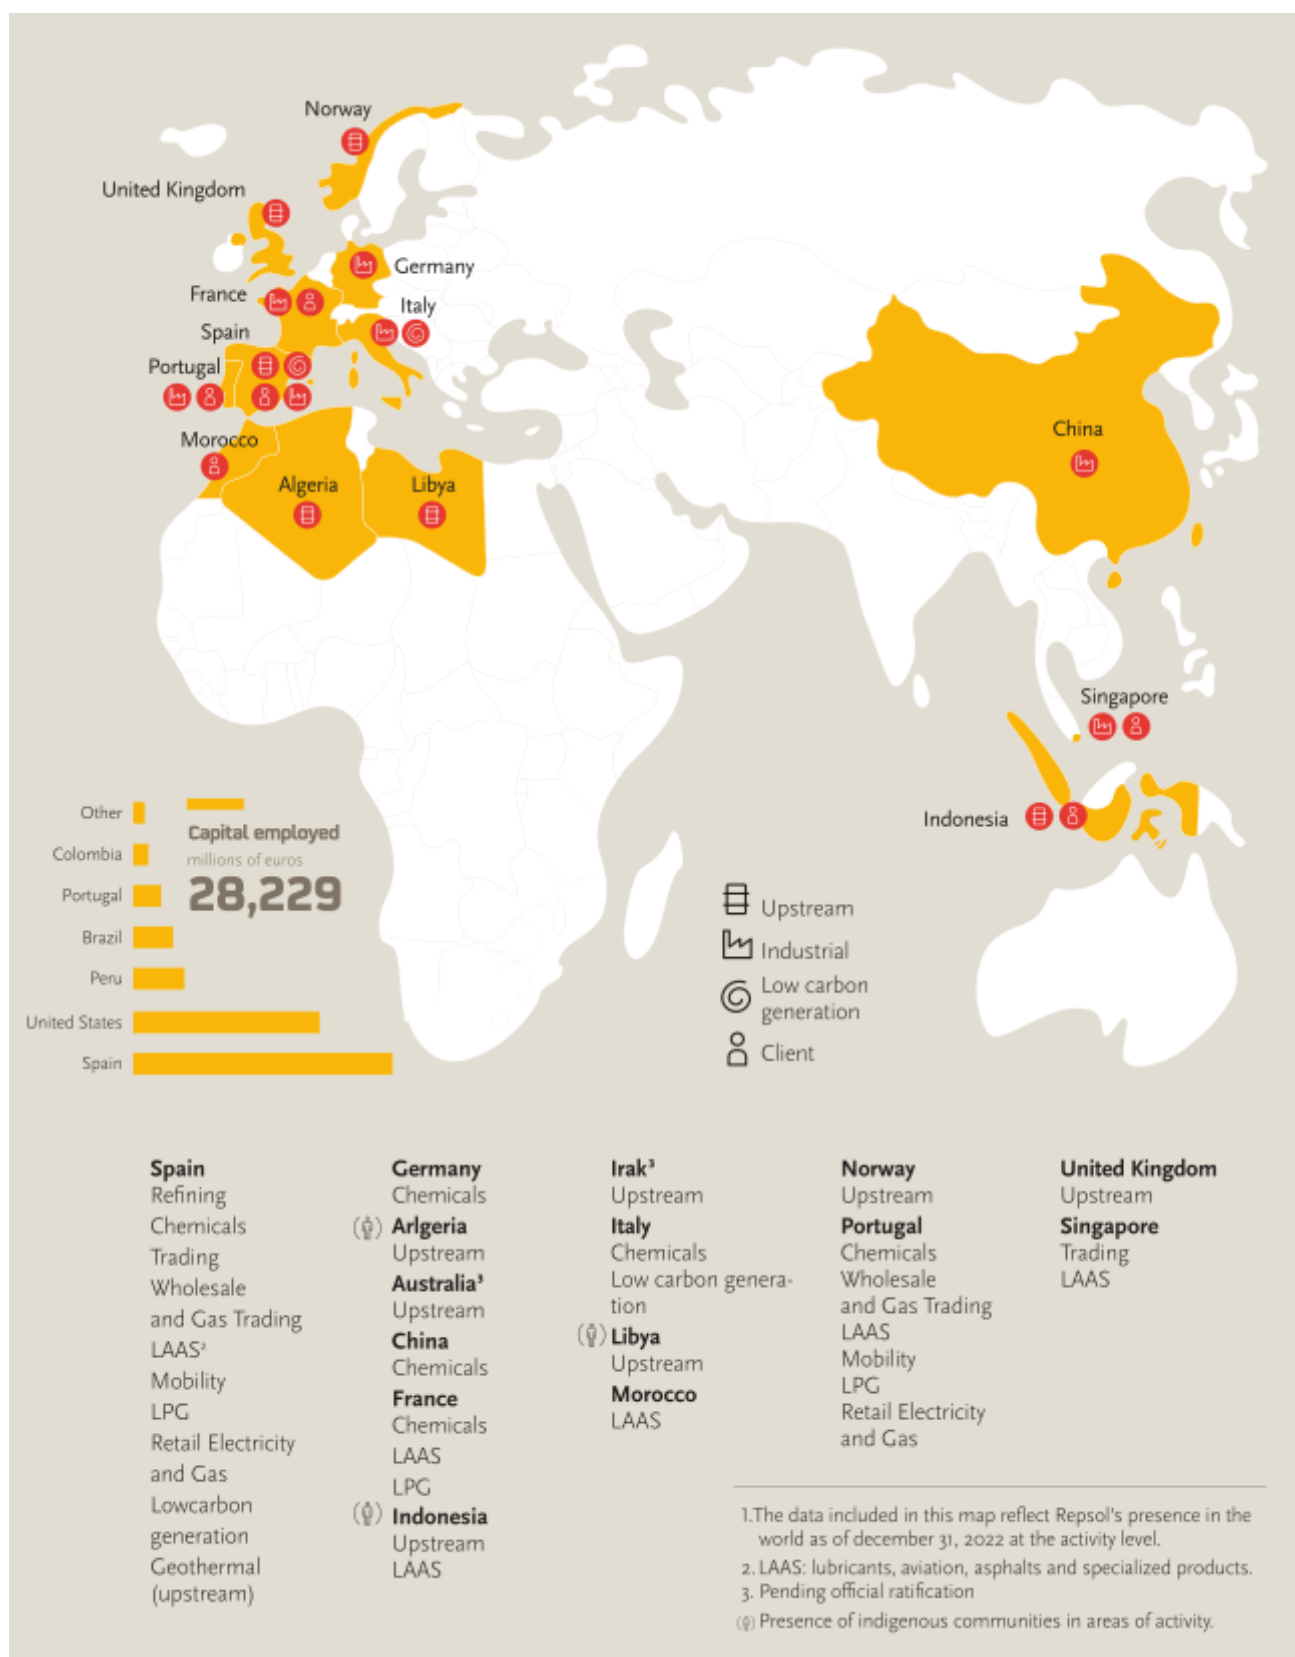 Norway
United Kingdom
Germany
France
Italy
Spain
Portugal
Morocco
Algeria
Libya
China
Singapore
Indonesia
Other
Colombia
Portugal
Brazil
Peru
United States
Spain
Capital employed
millions of euros
28,229
Upstream
Industrial
Low carbon
generation
Client
Spain
Refining
Chemicals
Trading
Wholesale
and Gas Trading
LAAS²
Mobility
LPG
Retail Electricity
and Gas
Lowcarbon
generation
Geothermal
(upstream)
Germany
Chemicals
Arlgeria
Upstream
Australia³
Upstream
China
Chemicals
France
Chemicals
LAAS
LPG
Indonesia
Upstream
LAAS
Irak³
Upstream
Italy
Chemicals
Low carbon genera-
tion
Libya
Upstream
Morocco
LAAS
Norway
Upstream
Portugal
Chemicals
Wholesale
and Gas Trading
LAAS
Mobility
LPG
Retail Electricity
and Gas
United Kingdom
Upstream
Singapore
Trading
LAAS
1.The data included in this map reflect Repsol's presence in the
world as of december 31, 2022 at the activity level.
2. LAAS: lubricants, aviation, asphalts and specialized products.
3. Pending official ratification
Presence of indigenous communities in areas of activity.